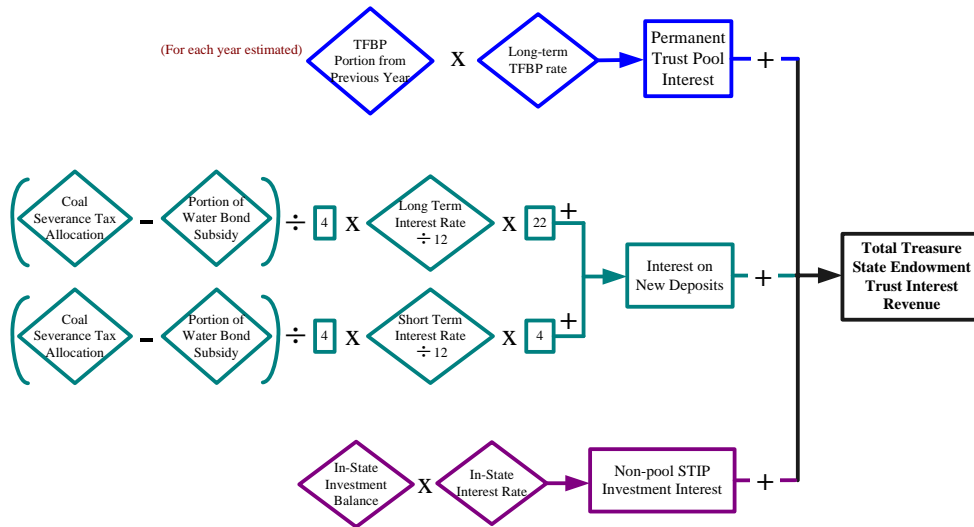 (For each year estimated)
TFBP
Portion from
Previous Year
X
Long-term
TFBP rate
Permanent
Trust Pool
Interest
+
(
Coal
Severance Tax
Allocation
-
Portion of
Water Bond
Subsidy
)
÷
4
X
Long Term
Interest Rate
÷ 12
X
22
+
(
Coal
Severance Tax
Allocation
-
Portion of
Water Bond
Subsidy
)
÷
4
X
Short Term
Interest Rate
÷ 12
X
4
+
Interest on
New Deposits
+
In-State
Investment
Balance
X
In-State
Interest Rate
Non-pool STIP
Investment Interest
+
Total Treasure
State Endowment
Trust Interest
Revenue